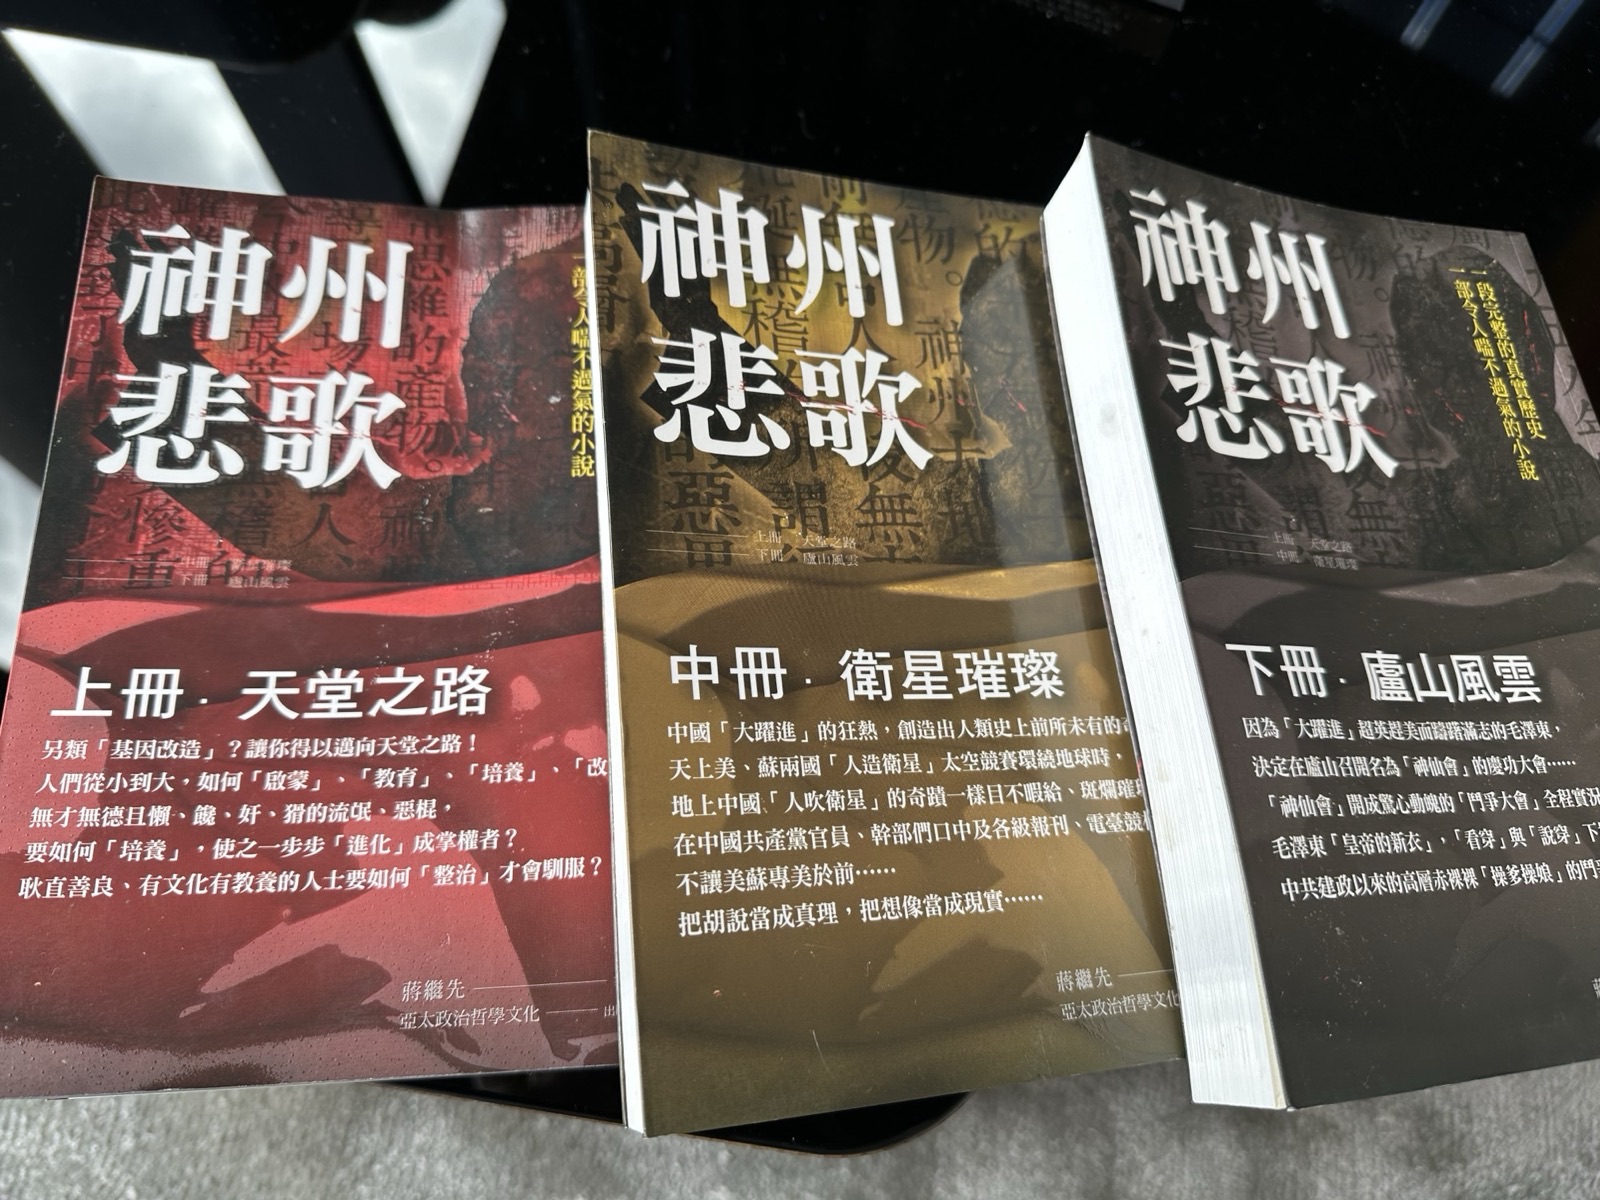 神州
悲歌
部令人喘不過氣的小說
中冊
下冊 廬山風雲
上冊·天堂之路
另類「基因改造」？讓你得以邁向天堂之路！
人們從小到大，如何「啟蒙」、「教育」、「培養」、「改
無才無德且懶、饞、奸、猾的流氓、惡棍，
要如何「培養」，使之一步步「進化」成掌權者？
耿直善良、有文化有教養的人士要如何「整治」才會馴服？
蔣繼先
亞太政治哲學文化
神州
悲歌
上冊 天堂之路
下冊 廬山風雲
中冊·衛星璀璨
中國「大躍進」的狂熱，創造出人類史上前所未有的奇
天上美、蘇兩國「人造衛星」太空競賽環繞地球時，
地上中國「人吹衛星」的奇蹟一樣目不暇給、斑爛璀璨
在中國共產黨官員、幹部們口中及各級報刊、電臺競相
不讓美蘇專美於前……
把胡說當成真理，把想像當成現實……
蔣繼先
亞太政治哲學文化
神州
悲歌
一段完整的真實歷史
一部令人喘不過氣的小說
上冊 天堂之路
中冊 衛星璀璨
下冊·廬山風雲
因為「大躍進」超英趕美而躊躇滿志的毛澤東，
決定在廬山召開名為「神仙會」的慶功大會……
「神仙會」開成驚心動魄的「鬥爭大會」全程實況
毛澤東「皇帝的新衣」，「看穿」與「說穿」下
中共建政以來的高層赤裸裸「操爹操娘」的鬥